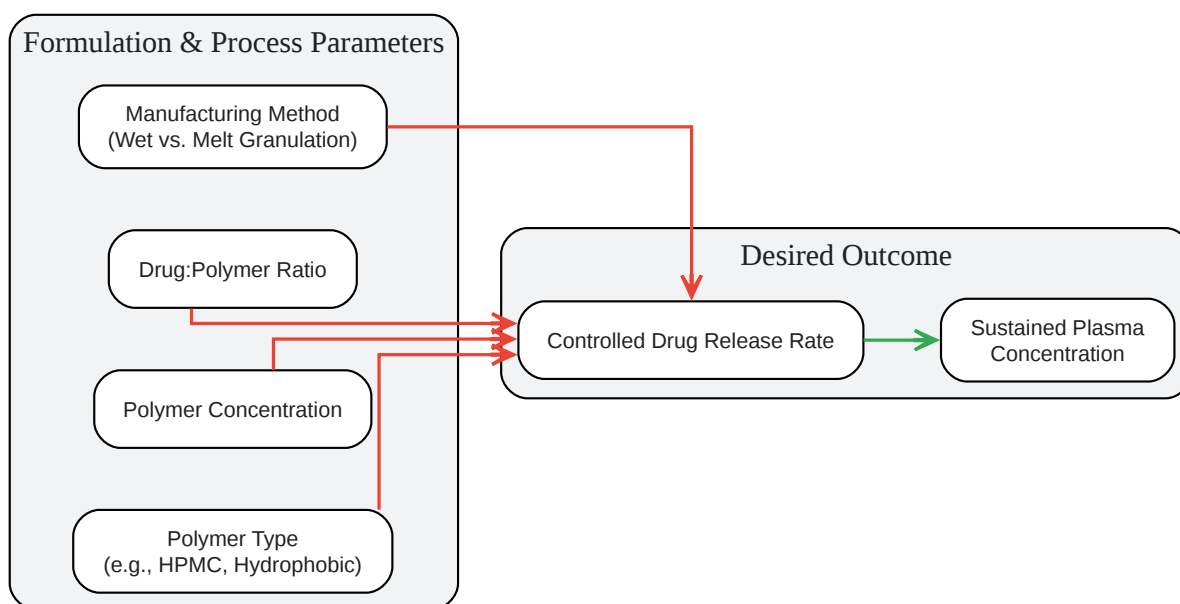 Formulation & Process Parameters
Manufacturing Method
(Wet vs. Melt Granulation)
Drug:Polymer Ratio
Polymer Concentration
Polymer Type
(e.g., HPMC, Hydrophobic)
Desired Outcome
Controlled Drug Release Rate
Sustained Plasma
Concentration